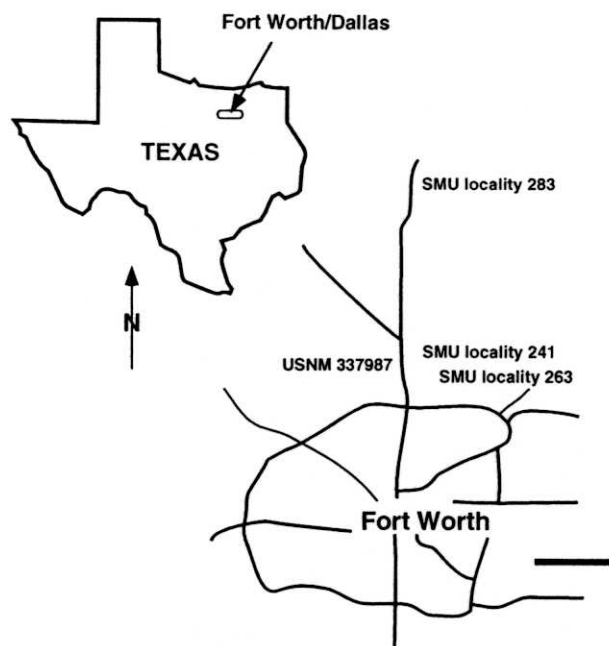 Fort Worth/Dallas
TEXAS
N
SMU locality 283
USNM 337987
SMU locality 241
SMU locality 263
Fort Worth